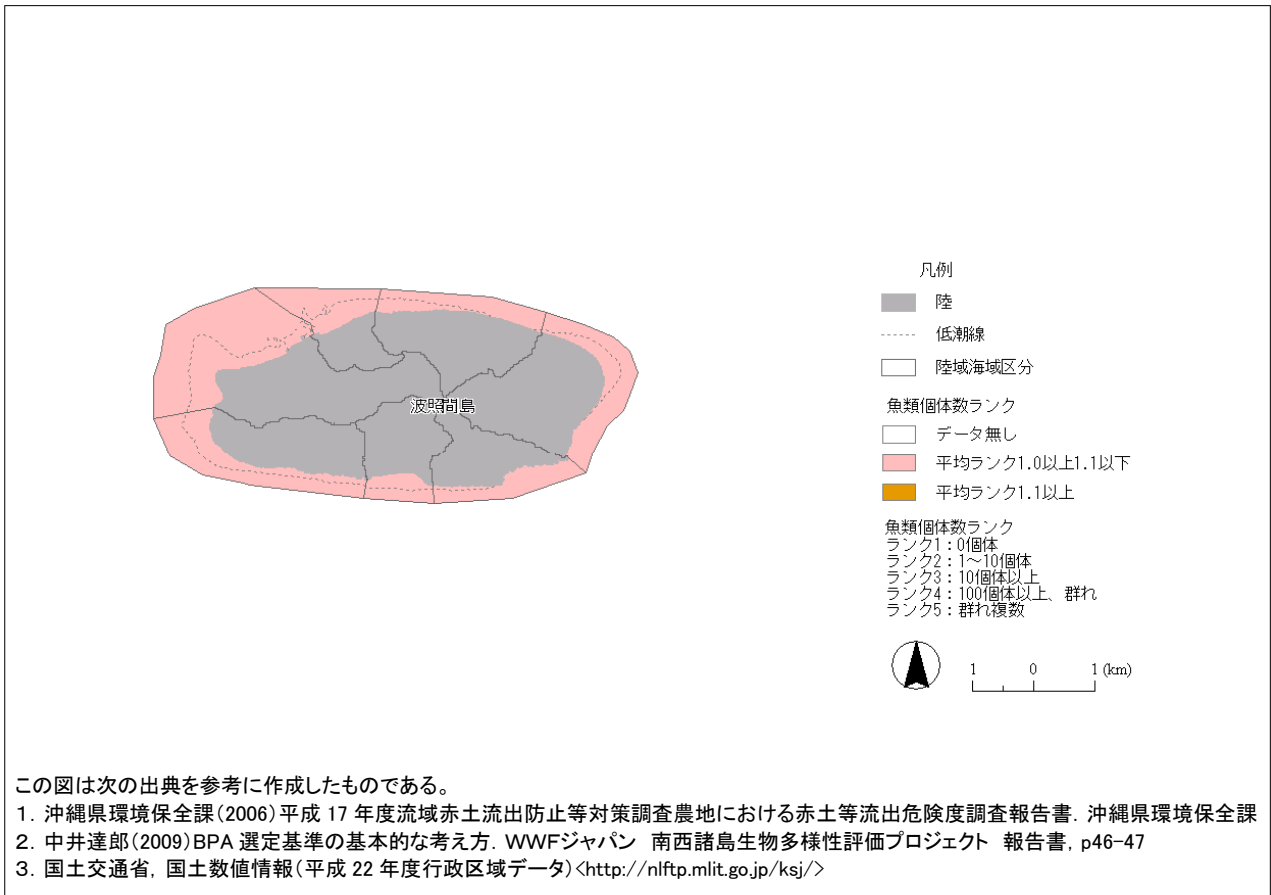 凡例
陸
低潮線
陸域海域区分
魚類個体数ランク
データ無し
平均ランク1.0以上1.1以下
平均ランク1.1以上
魚類個体数ランク
ランク1：0個体
ランク2：1～10個体
ランク3：10個体以上
ランク4：100個体以上、群れ
ランク5：群れ複数
波照間島
1 0 1 (km)
この図は次の出典を参考に作成したものである。
1. 沖縄県環境保全課(2006)平成 17 年度流域赤土流出防止等対策調査農地における赤土等流出危険度調査報告書. 沖縄県環境保全課
2. 中井達郎(2009)BPA 選定基準の基本的な考え方. WWFジャパン 南西諸島生物多様性評価プロジェクト 報告書, p46-47
3. 国土交通省, 国土数値情報(平成 22 年度行政区域データ)<http://nlftp.mlit.go.jp/ksj/>